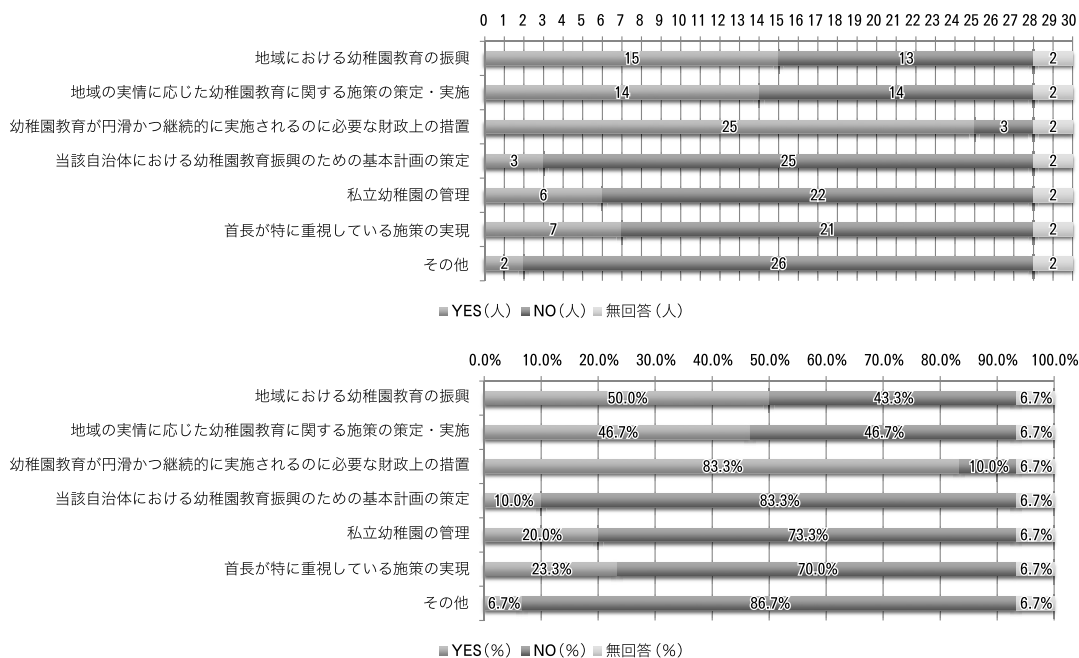 0 1 2 3 4 5 6 7 8 9 10 11 12 13 14 15 16 17 18 19 20 21 22 23 24 25 26 27 28 29 30
地域における幼稚園教育の振興 15 13 2
地域の実情に応じた幼稚園教育に関する施策の策定・実施 14 14 2
幼稚園教育が円滑かつ継続的に実施されるのに必要な財政上の措置 25 3 2
当該自治体における幼稚園教育振興のための基本計画の策定 3 25 2
私立幼稚園の管理 6 22 2
首長が特に重視している施策の実現 7 21 2
その他 2 26 2
YES（人） NO（人） 無回答（人）
0.0% 10.0% 20.0% 30.0% 40.0% 50.0% 60.0% 70.0% 80.0% 90.0% 100.0%
地域における幼稚園教育の振興 50.0% 43.3% 6.7%
地域の実情に応じた幼稚園教育に関する施策の策定・実施 46.7% 46.7% 6.7%
幼稚園教育が円滑かつ継続的に実施されるのに必要な財政上の措置 83.3% 10.0% 6.7%
当該自治体における幼稚園教育振興のための基本計画の策定 10.0% 83.3% 6.7%
私立幼稚園の管理 20.0% 73.3% 6.7%
首長が特に重視している施策の実現 23.3% 70.0% 6.7%
その他 6.7% 86.7% 6.7%
YES（％） NO（％） 無回答（％）